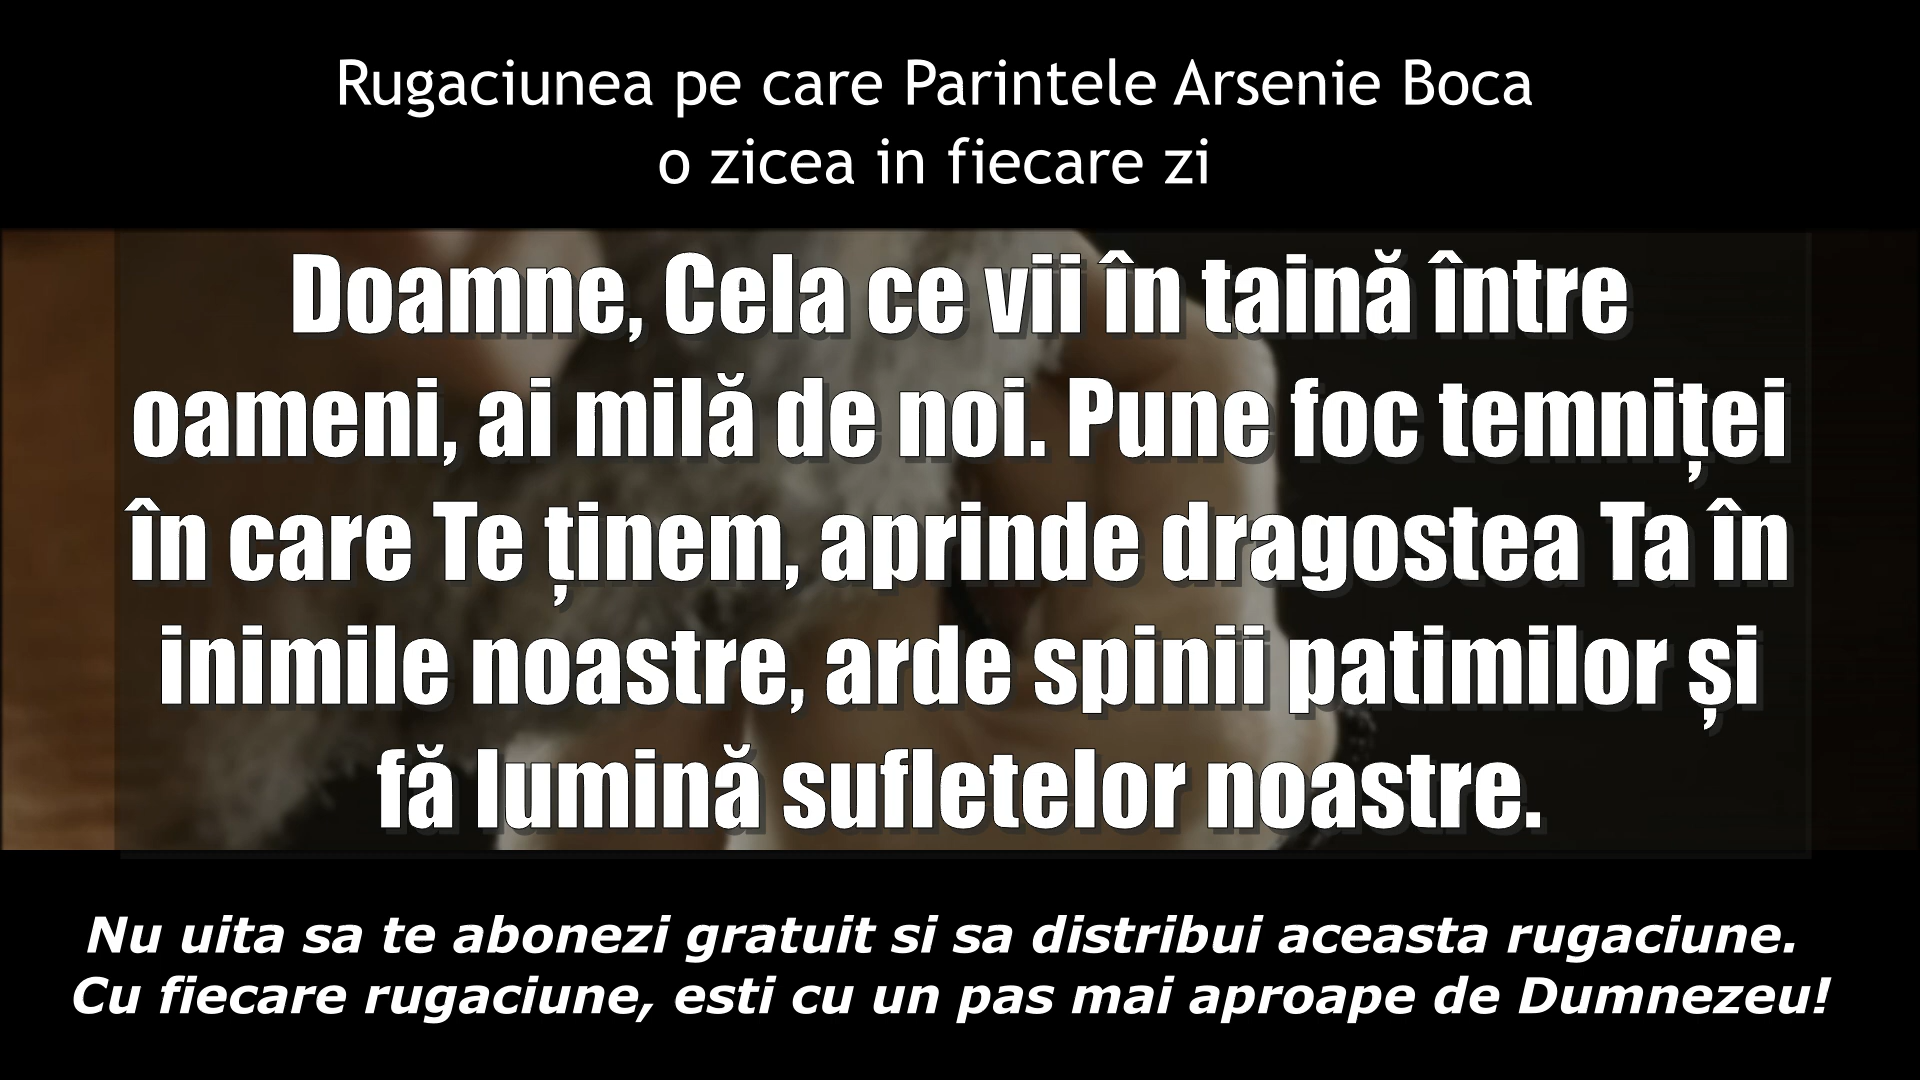 Rugaciunea pe care Parintele Arsenie Boca
o zicea in fiecare zi
Doamne, Cela ce vii în taină între
oameni, ai milă de noi. Pune foc temniței
în care Te ținem, aprinde dragostea Ta în
inimile noastre, arde spinii patimilor și
fă lumină sufletelor noastre.
Nu uita sa te abonezi gratuit si sa distribui aceasta rugaciune.
Cu fiecare rugaciune, esti cu un pas mai aproape de Dumnezeu!